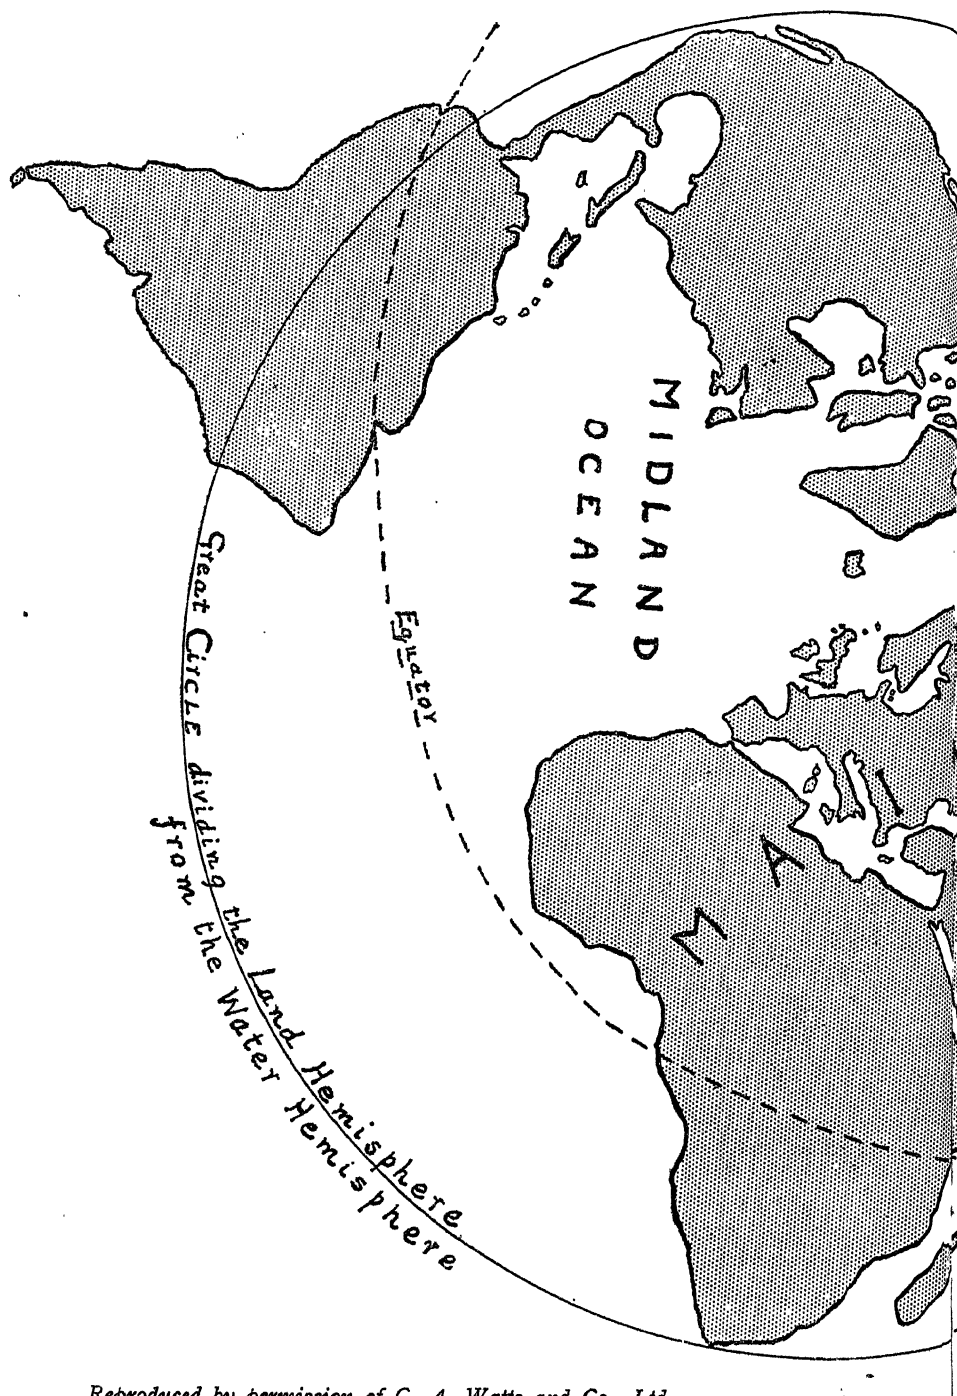 MIDLAND
OCEAN
Equator
Great Circle dividing the Land Hemisphere
from the Water Hemisphere
M A
Reproduced by permission of C. A. Watts and Co., Ltd.